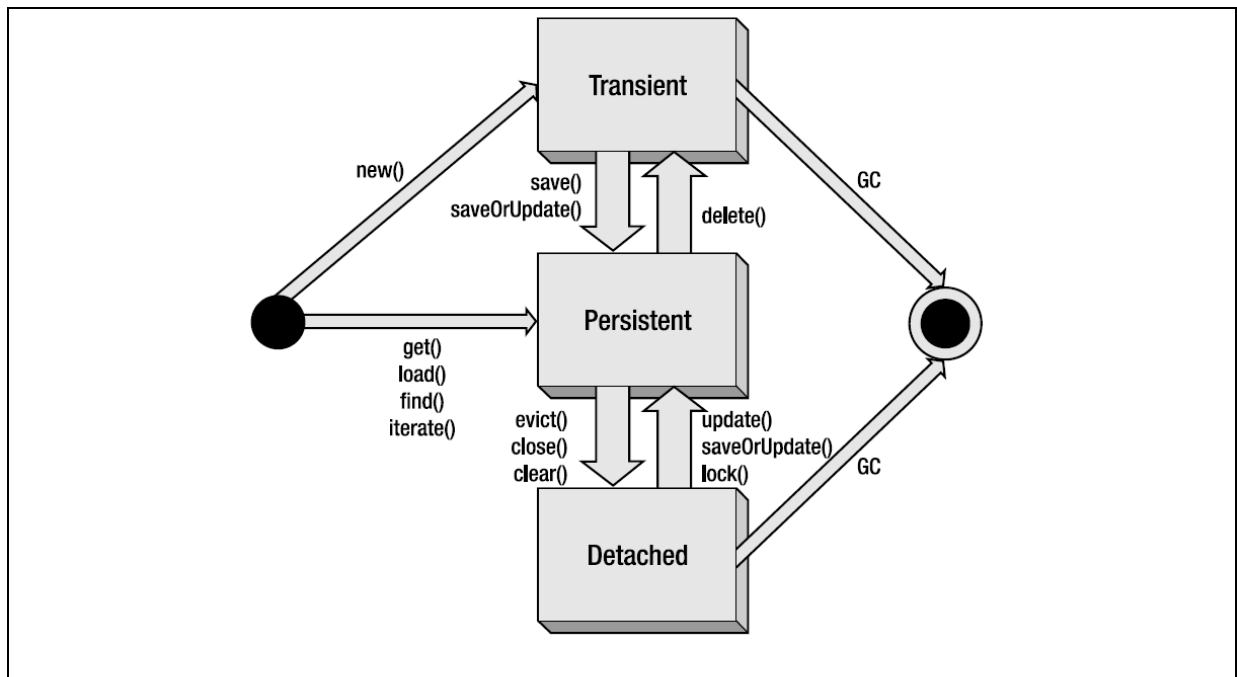 Transient
new()
save()
saveOrUpdate()
delete()
GC
Persistent
get()
load()
find()
iterate()
evict()
close()
clear()
update()
saveOrUpdate()
lock()
GC
Detached